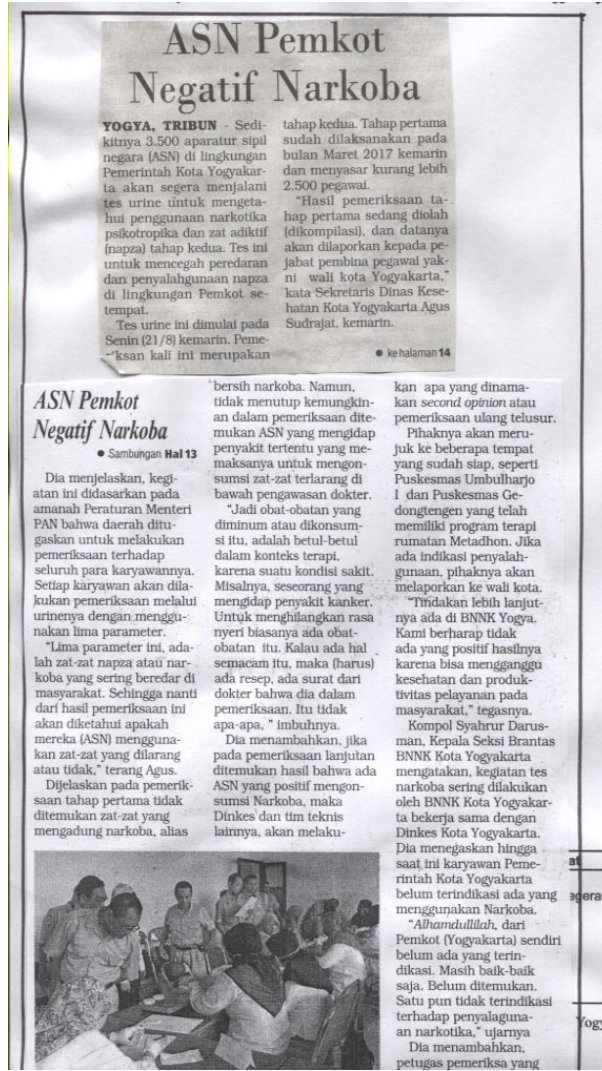 ASN Pemkot
Negatif Narkoba
YOGYA, TRIBUN - Sedi-
kitnya 3.500 aparatur sipil
negara (ASN) di lingkungan
Pemerintah Kota Yogyakar-
ta akan segera menjalani
tes urine untuk mengeta-
hui penggunaan narkotika
psikotropika dan zat adiktif
(napza) tahap kedua. Tes ini
untuk mencegah peredaran
dan penyalahgunaan napza
di lingkungan Pemkot se-
tempat.
Tes urine ini dimulai pada
Senin (21/8) kemarin. Peme-
ksan kali ini merupakan
tahap kedua. Tahap pertama
sudah dilaksanakan pada
bulan Maret 2017 kemarin
dan menyasar kurang lebih
2.500 pegawai.
"Hasil pemeriksaan ta-
hap pertama sedang diolah
(dikompilasi), dan datanya
akan dilaporkan kepada pe-
jabat pembina pegawai yak-
ni wali kota Yogyakarta,"
kata Sekretaris Dinas Kese-
hatan Kota Yogyakarta Agus
Sudrajat, kemarin.
● ke halaman 14
ASN Pemkot
Negatif Narkoba
● Sambungan Hal 13
Dia menjelaskan, kegi-
atan ini didasarkan pada
amanah Peraturan Menteri
PAN bahwa daerah ditu-
gaskan untuk melakukan
pemeriksaan terhadap
seluruh para karyawannya.
Setiap karyawan akan dila-
kukan pemeriksaan melalui
urinenya dengan menggu-
nakan lima parameter.
"Lima parameter ini, ada-
lah zat-zat napza atau nar-
koba yang sering beredar di
masyarakat. Sehingga nanti
dari hasil pemeriksaan ini
akan diketahui apakah
mereka (ASN) mengguna-
kan zat-zat yang dilarang
atau tidak," terang Agus.
Dijelaskan pada pemerik-
saan tahap pertama tidak
ditemukan zat-zat yang
mengadung narkoba, alias
bersih narkoba. Namun,
tidak menutup kemungkin-
an dalam pemeriksaan dite-
mukan ASN yang mengidap
penyakit tertentu yang me-
maksanya untuk mengon-
sumsi zat-zat terlarang di
bawah pengawasan dokter.
"Jadi obat-obatan yang
diminum atau dikonsum-
si itu, adalah betul-betul
dalam konteks terapi,
karena suatu kondisi sakit.
Misalnya, seseorang yang
mengidap penyakit kanker.
Untuk menghilangkan rasa
nyeri biasanya ada obat-
obatan itu. Kalau ada hal
semacam itu, maka (harus)
ada resep, ada surat dari
dokter bahwa dia dalam
pemeriksaan. Itu tidak
apa-apa, " imbuhnya.
Dia menambahkan, jika
pada pemeriksaan lanjutan
ditemukan hasil bahwa ada
ASN yang positif mengon-
sumsi Narkoba, maka
Dinkes dan tim teknis
lainnya, akan melaku-
kan apa yang dinama-
kan second opinion atau
pemeriksaan ulang telusur.
Pihaknya akan meru-
juk ke beberapa tempat
yang sudah siap, seperti
Puskesmas Umbulharjo
I dan Puskesmas Ge-
dongtengen yang telah
memiliki program terapi
rumatan Metadhon. Jika
ada indikasi penyalah-
gunaan, pihaknya akan
melaporkan ke wali kota.
"Tindakan lebih lanjut-
nya ada di BNNK Yogya.
Kami berharap tidak
ada yang positif hasilnya
karena bisa mengganggu
kesehatan dan produk-
tivitas pelayanan pada
masyarakat," tegasnya.
Kompol Syahrur Darus-
man, Kepala Seksi Brantas
BNNK Kota Yogyakarta
mengatakan, kegiatan tes
narkoba sering dilakukan
oleh BNNK Kota Yogyakar-
ta bekerja sama dengan
Dinkes Kota Yogyakarta.
Dia menegaskan hingga
saat ini karyawan Peme-
rintah Kota Yogyakarta
belum terindikasi ada yang
menggunakan Narkoba.
"Alhamdullilah, dari
Pemkot (Yogyakarta) sendiri
belum ada yang terin-
dikasi. Masih baik-baik
saja. Belum ditemukan.
Satu pun tidak terindikasi
terhadap penyalaguna-
an narkotika," ujarnya
Dia menambahkan,
petugas pemeriksa yang
at
egera
Yogy